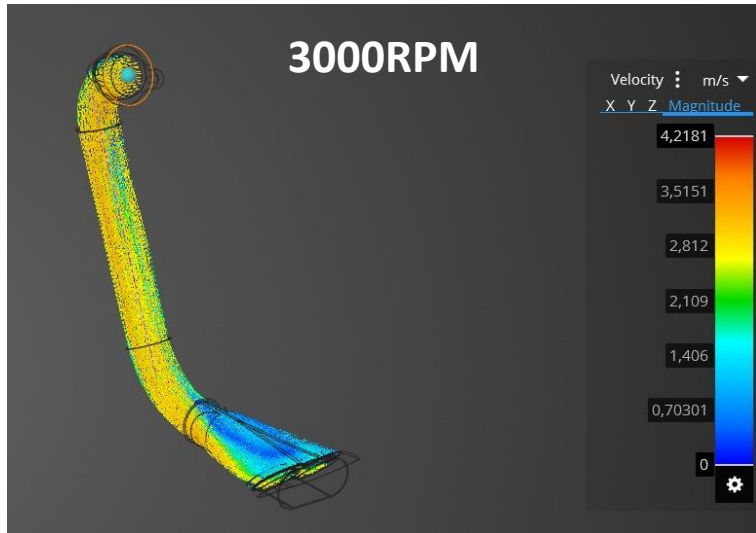 3000RPM
Velocity m/s
X Y Z Magnitude
4,2181
3,5151
2,812
2,109
1,406
0,70301
0